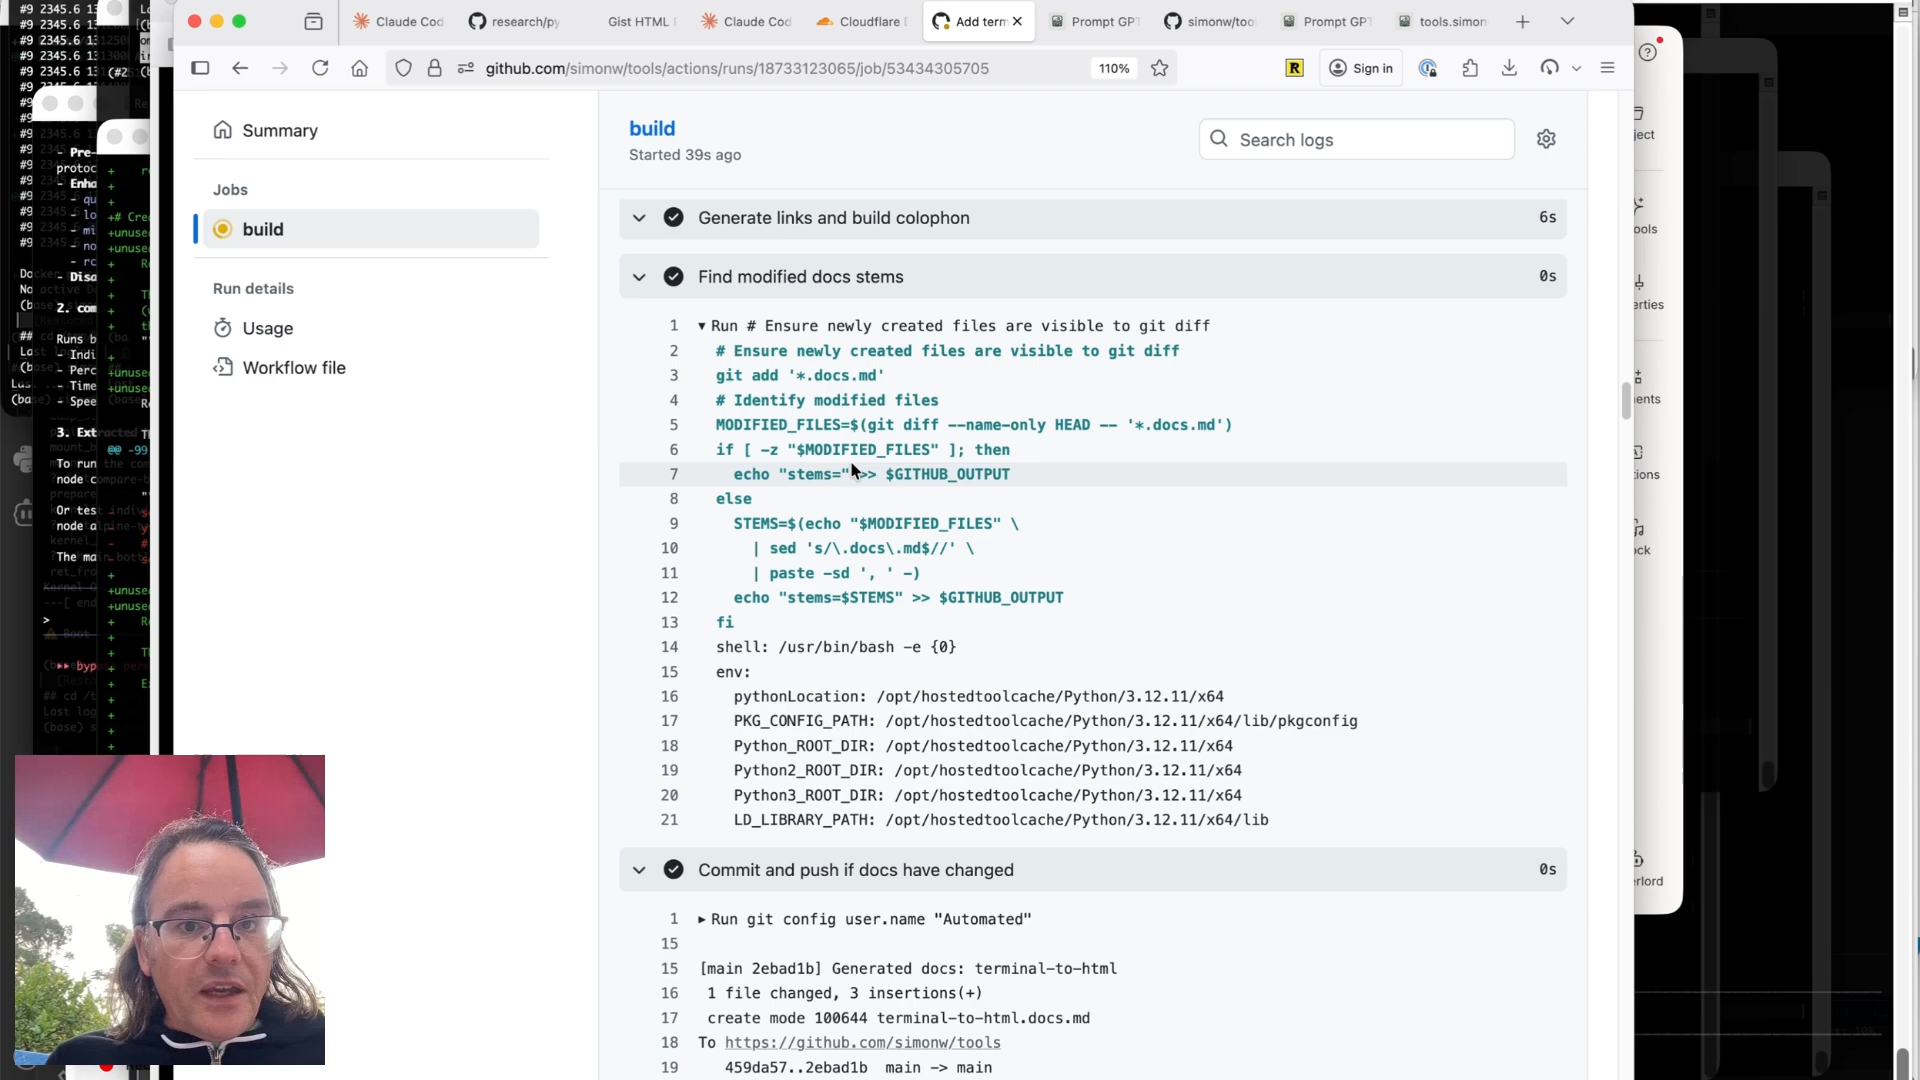 Claude Cod
research/py
Gist HTML
Claude Cod
Cloudflare
Add term
Prompt GP
simonw/too
Prompt GP
tools.simon
github.com/simonw/tools/actions/runs/18733123065/job/53434305705
110%
R
Sign in
Summary
Jobs
build
Run details
Usage
Workflow file
build
Started 39s ago
Search logs
Generate links and build colophon
6s
Find modified docs stems
0s
1 ▾ Run # Ensure newly created files are visible to git diff
2 # Ensure newly created files are visible to git diff
3 git add '*.docs.md'
4 # Identify modified files
5 MODIFIED_FILES=$(git diff --name-only HEAD -- '*.docs.md')
6 if [ -z "$MODIFIED_FILES" ]; then
7 echo "stems=" >> $GITHUB_OUTPUT
8 else
9 STEMS=$(echo "$MODIFIED_FILES" \
10 | sed 's/\.docs\.md$//' \
11 | paste -sd ', ' -)
12 echo "stems=$STEMS" >> $GITHUB_OUTPUT
13 fi
14 shell: /usr/bin/bash -e {0}
15 env:
16 pythonLocation: /opt/hostedtoolcache/Python/3.12.11/x64
17 PKG_CONFIG_PATH: /opt/hostedtoolcache/Python/3.12.11/x64/lib/pkgconfig
18 Python_ROOT_DIR: /opt/hostedtoolcache/Python/3.12.11/x64
19 Python2_ROOT_DIR: /opt/hostedtoolcache/Python/3.12.11/x64
20 Python3_ROOT_DIR: /opt/hostedtoolcache/Python/3.12.11/x64
21 LD_LIBRARY_PATH: /opt/hostedtoolcache/Python/3.12.11/x64/lib
Commit and push if docs have changed
0s
1 ▸ Run git config user.name "Automated"
15
15 [main 2ebad1b] Generated docs: terminal-to-html
16 1 file changed, 3 insertions(+)
17 create mode 100644 terminal-to-html.docs.md
18 To https://github.com/simonw/tools
19 459da57..2ebad1b main -> main